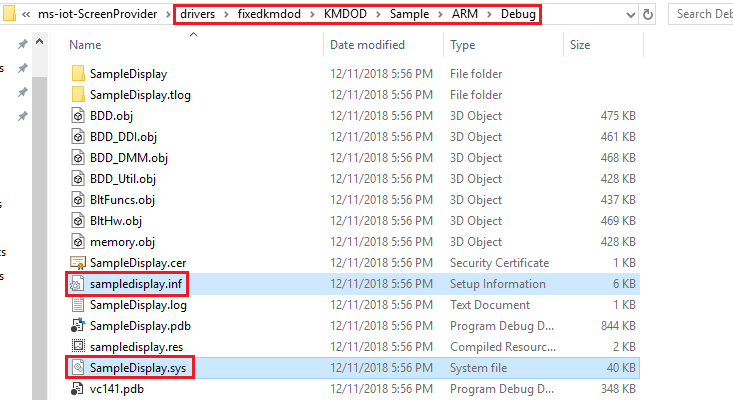 ms-iot-ScreenProvider > drivers > fixedkmdod > KMDOD > Sample > ARM > Debug Search Deb
Name Date modified Type Size
SampleDisplay 12/11/2018 5:56 PM File folder
SampleDisplay.tlog 12/11/2018 5:56 PM File folder
BDD.obj 12/11/2018 5:56 PM 3D Object 475 KB
BDD_DDI.obj 12/11/2018 5:56 PM 3D Object 461 KB
BDD_DMM.obj 12/11/2018 5:56 PM 3D Object 468 KB
BDD_Util.obj 12/11/2018 5:56 PM 3D Object 428 KB
BltFuncs.obj 12/11/2018 5:56 PM 3D Object 437 KB
BltHw.obj 12/11/2018 5:56 PM 3D Object 469 KB
memory.obj 12/11/2018 5:56 PM 3D Object 428 KB
SampleDisplay.cer 12/11/2018 5:56 PM Security Certificate 1 KB
sampledisplay.inf 12/11/2018 5:56 PM Setup Information 6 KB
SampleDisplay.log 12/11/2018 5:56 PM Text Document 1 KB
SampleDisplay.pdb 12/11/2018 5:56 PM Program Debug D... 844 KB
sampledisplay.res 12/11/2018 5:56 PM Compiled Resourc... 2 KB
SampleDisplay.sys 12/11/2018 5:56 PM System file 40 KB
vc141.pdb 12/11/2018 5:56 PM Program Debug D... 348 KB